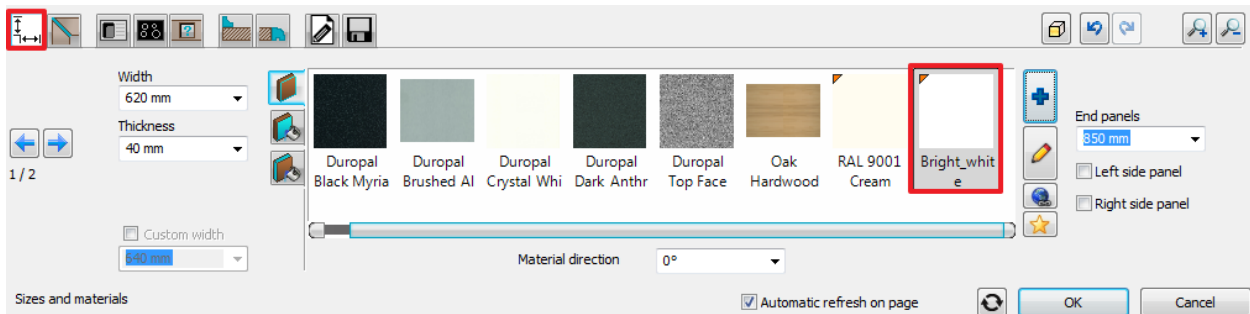 Width
620 mm
Thickness
40 mm
1 / 2
Custom width
640 mm
Duropal
Black Myria
Duropal
Brushed Al
Duropal
Crystal Whi
Duropal
Dark Anthr
Duropal
Top Face
Oak
Hardwood
RAL 9001
Cream
Bright_whit
e
Material direction 0°
End panels
850 mm
Left side panel
Right side panel
Sizes and materials
Automatic refresh on page
OK
Cancel